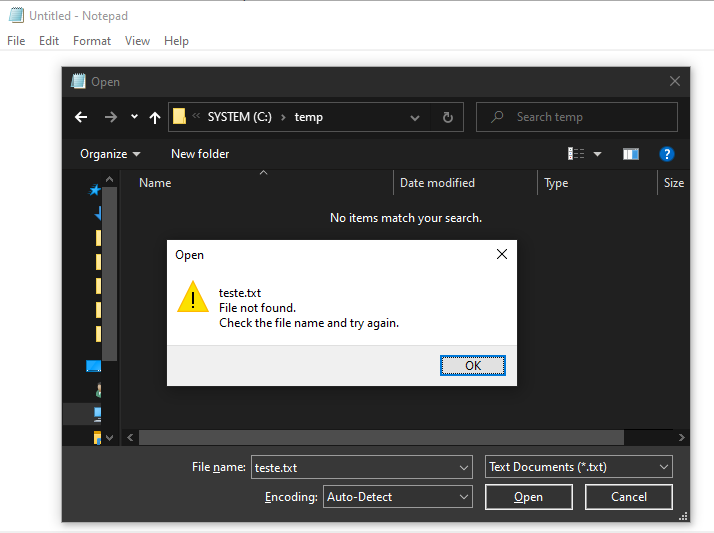 Untitled - Notepad
File Edit Format View Help
Open
« SYSTEM (C:) › temp
Search temp
Organize New folder
?
Name Date modified Type Size
No items match your search.
Open
teste.txt
File not found.
Check the file name and try again.
OK
File name: teste.txt Text Documents (*.txt)
Encoding: Auto-Detect Open Cancel